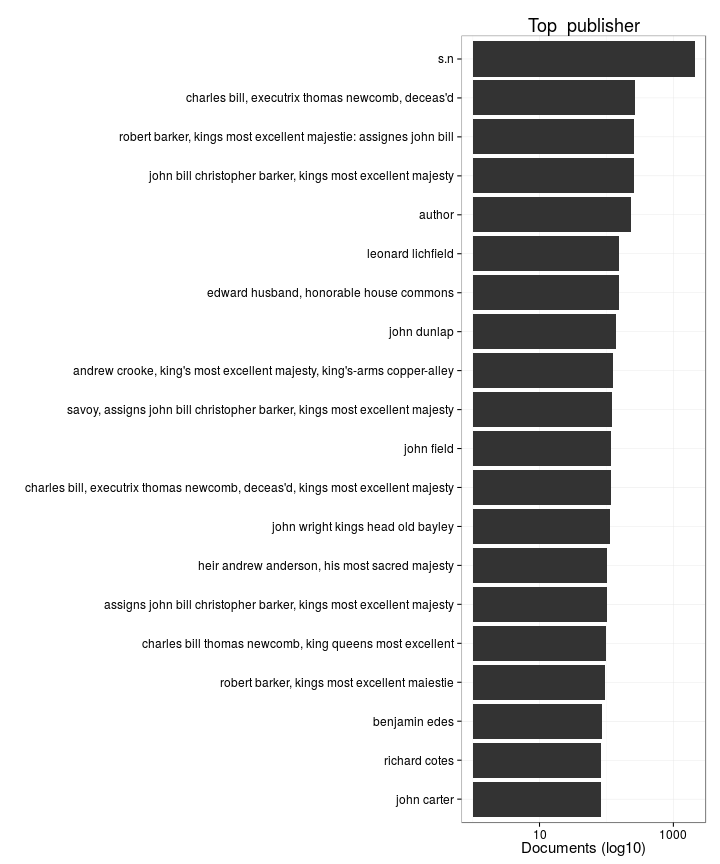 Top publisher
s.n
charles bill, executrix thomas newcomb, deceas'd
robert barker, kings most excellent majestie: assignes john bill
john bill christopher barker, kings most excellent majesty
author
leonard lichfield
edward husband, honorable house commons
john dunlap
andrew crooke, king's most excellent majesty, king's-arms copper-alley
savoy, assigns john bill christopher barker, kings most excellent majesty
john field
charles bill, executrix thomas newcomb, deceas'd, kings most excellent majesty
john wright kings head old bayley
heir andrew anderson, his most sacred majesty
assigns john bill christopher barker, kings most excellent majesty
charles bill thomas newcomb, king queens most excellent
robert barker, kings most excellent maiestie
benjamin edes
richard cotes
john carter
10 1000
Documents (log10)